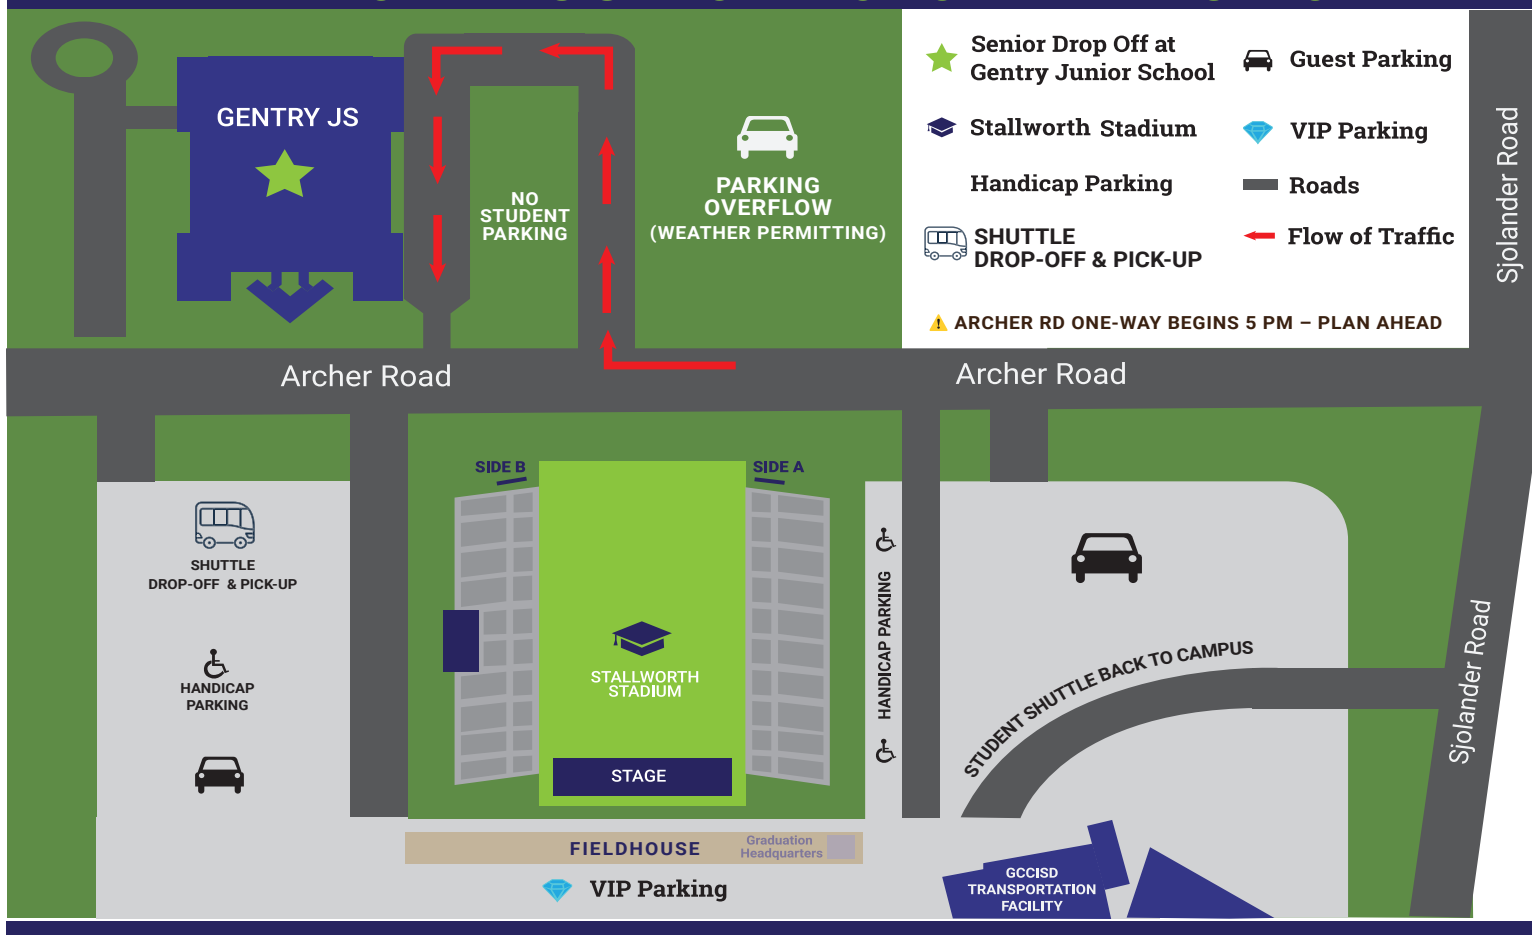 GENTRY JS
NO
STUDENT
PARKING
PARKING
OVERFLOW
(WEATHER PERMITTING)
Senior Drop Off at
Gentry Junior School
Stallworth Stadium
Handicap Parking
SHUTTLE
DROP-OFF & PICK-UP
Guest Parking
VIP Parking
Roads
Flow of Traffic
ARCHER RD ONE-WAY BEGINS 5 PM – PLAN AHEAD
Sjolander Road
Archer Road
Archer Road
SIDE B
SIDE A
SHUTTLE
DROP-OFF & PICK-UP
HANDICAP
PARKING
STALLWORTH
STADIUM
STAGE
HANDICAP PARKING
STUDENT SHUTTLE BACK TO CAMPUS
Sjolander Road
FIELDHOUSE
Graduation
Headquarters
VIP Parking
GCCISD
TRANSPORTATION
FACILITY